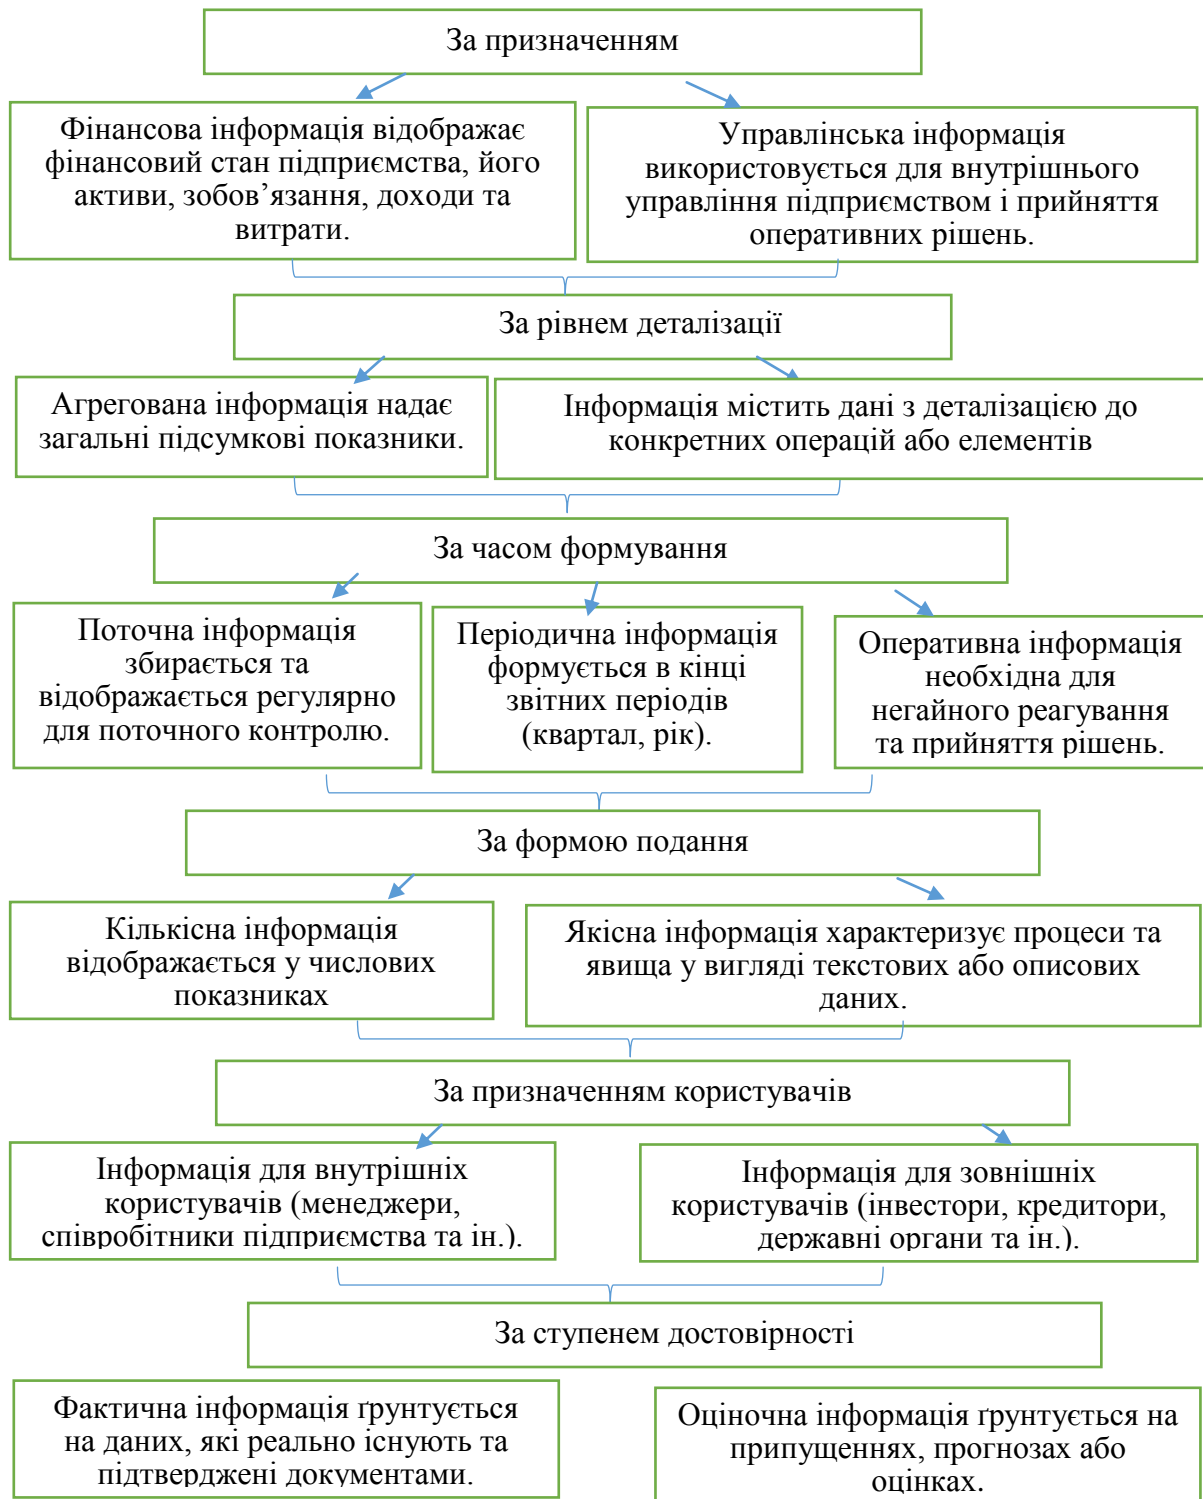 За призначенням
Фінансова інформація відображає
фінансовий стан підприємства, його
активи, зобов’язання, доходи та
витрати.
Управлінська інформація
використовується для внутрішнього
управління підприємством і прийняття
оперативних рішень.
За рівнем деталізації
Агрегована інформація надає
загальні підсумкові показники.
Інформація містить дані з деталізацією до
конкретних операцій або елементів
За часом формування
Поточна інформація
збирається та
відображається регулярно
для поточного контролю.
Періодична інформація
формується в кінці
звітних періодів
(квартал, рік).
Оперативна інформація
необхідна для
негайного реагування
та прийняття рішень.
За формою подання
Кількісна інформація
відображається у числових
показниках
Якісна інформація характеризує процеси та
явища у вигляді текстових або описових
даних.
За призначенням користувачів
Інформація для внутрішніх
користувачів (менеджери,
співробітники підприємства та ін.).
Інформація для зовнішніх
користувачів (інвестори, кредитори,
державні органи та ін.).
За ступенем достовірності
Фактична інформація ґрунтується
на даних, які реально існують та
підтверджені документами.
Оціночна інформація ґрунтується на
припущеннях, прогнозах або
оцінках.